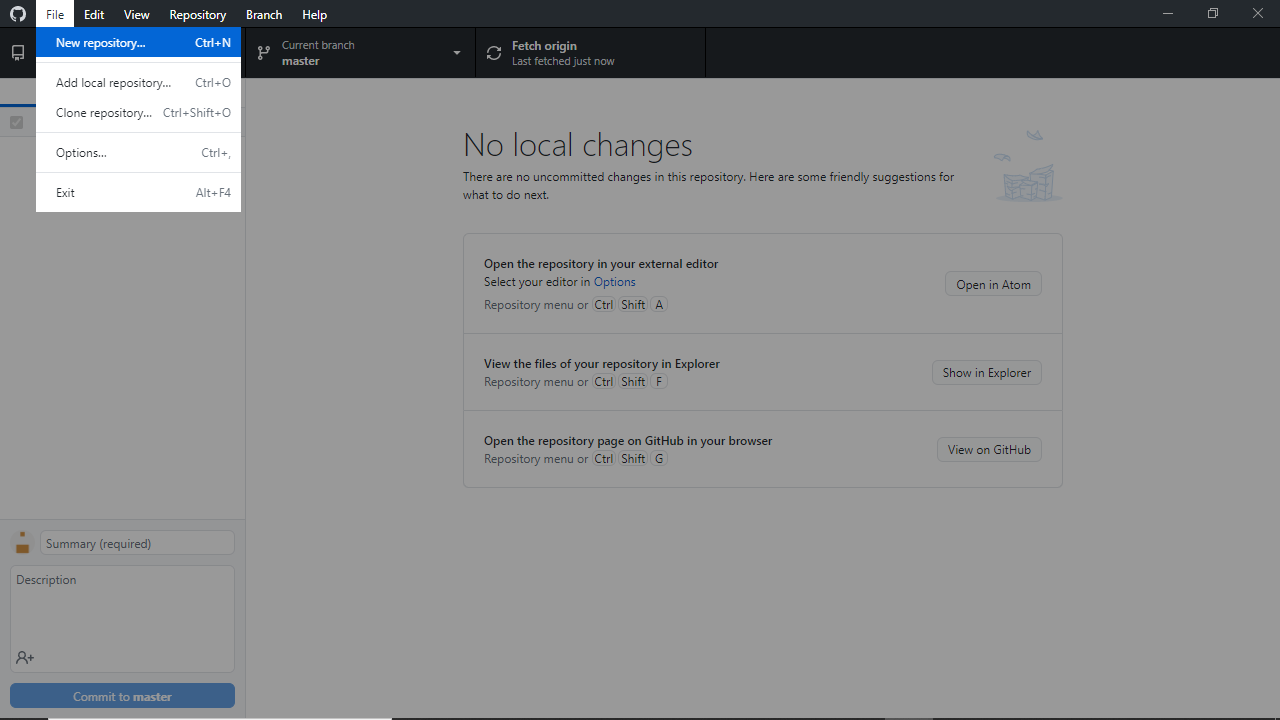 File Edit View Repository Branch Help
New repository... Ctrl+N
Add local repository... Ctrl+O
Clone repository... Ctrl+Shift+O
Options... Ctrl+,
Exit Alt+F4
Current branch
master
Fetch origin
Last fetched just now
No local changes
There are no uncommitted changes in this repository. Here are some friendly suggestions for
what to do next.
Open the repository in your external editor
Select your editor in Options
Repository menu or Ctrl Shift A
Open in Atom
View the files of your repository in Explorer
Repository menu or Ctrl Shift F
Show in Explorer
Open the repository page on GitHub in your browser
Repository menu or Ctrl Shift G
View on GitHub
Summary (required)
Description
Commit to master